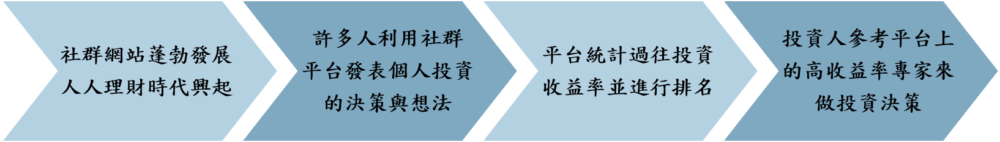 社群網站蓬勃發展
人人理財時代興起
許多人利用社群
平台發表個人投資
的決策與想法
平台統計過往投資
收益率並進行排名
投資人參考平台上
的高收益率專家來
做投資決策